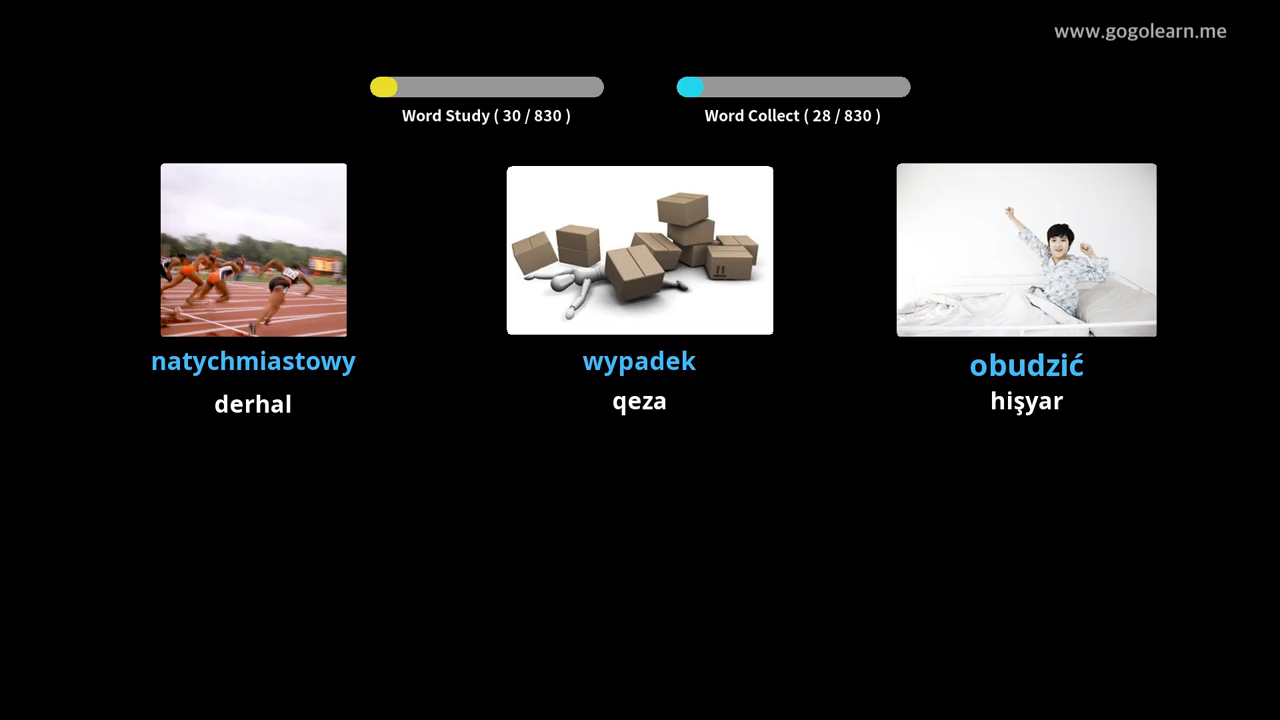 www.gogolearn.me
Word Study ( 30 / 830 )
Word Collect ( 28 / 830 )
natychmiastowy
derhal
wypadek
qeza
obudzić
hişyar